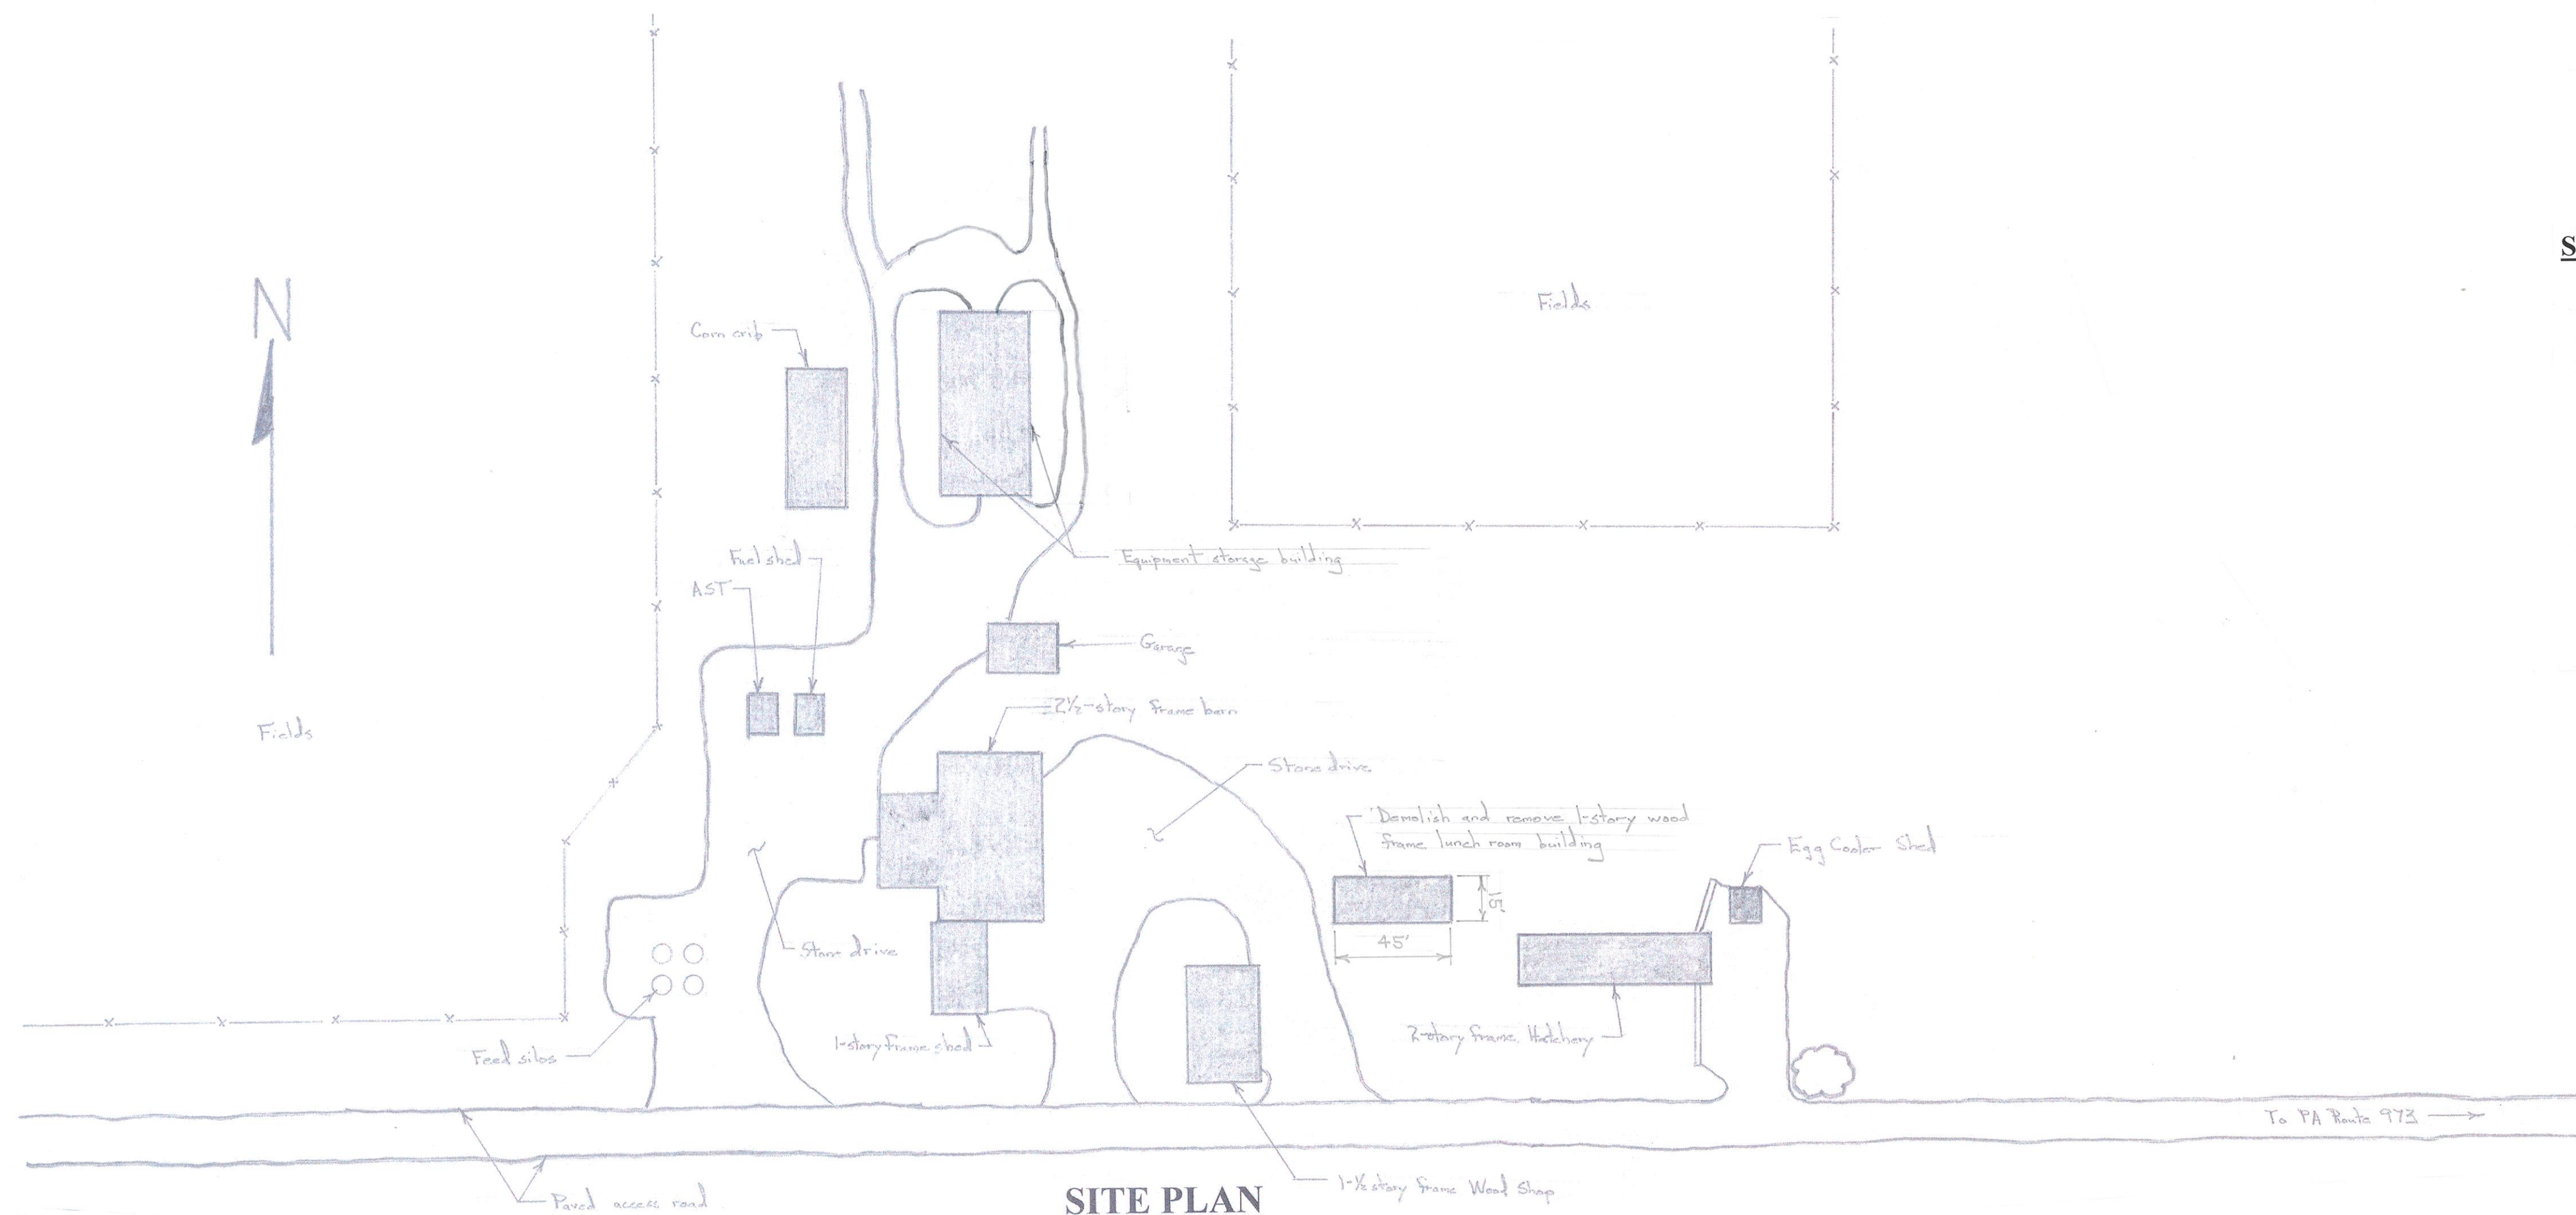 N
S
Fields
Corn crib
Fuel shed
Equipment storage building
AST
Garage
2½-story frame barn
Fields
Stone drive
Demolish and remove 1-story wood
frame lunch room building
Egg Cooler Shed
15'
45'
Stone drive
2-story frame Hatchery
1-story frame shed
Feed silos
To PA Route 973
1-½ story frame Wood Shop
Paved access road
SITE PLAN